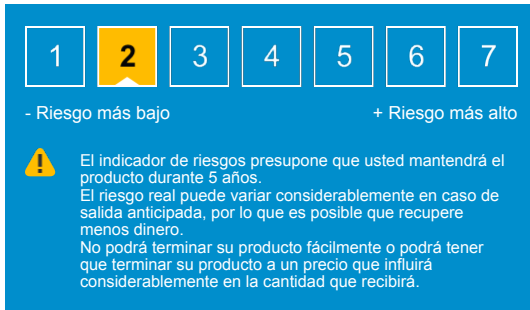 1 2 3 4 5 6 7
- Riesgo más bajo + Riesgo más alto
El indicador de riesgos presupone que usted mantendrá el
producto durante 5 años.
El riesgo real puede variar considerablemente en caso de
salida anticipada, por lo que es posible que recupere
menos dinero.
No podrá terminar su producto fácilmente o podrá tener
que terminar su producto a un precio que influirá
considerablemente en la cantidad que recibirá.